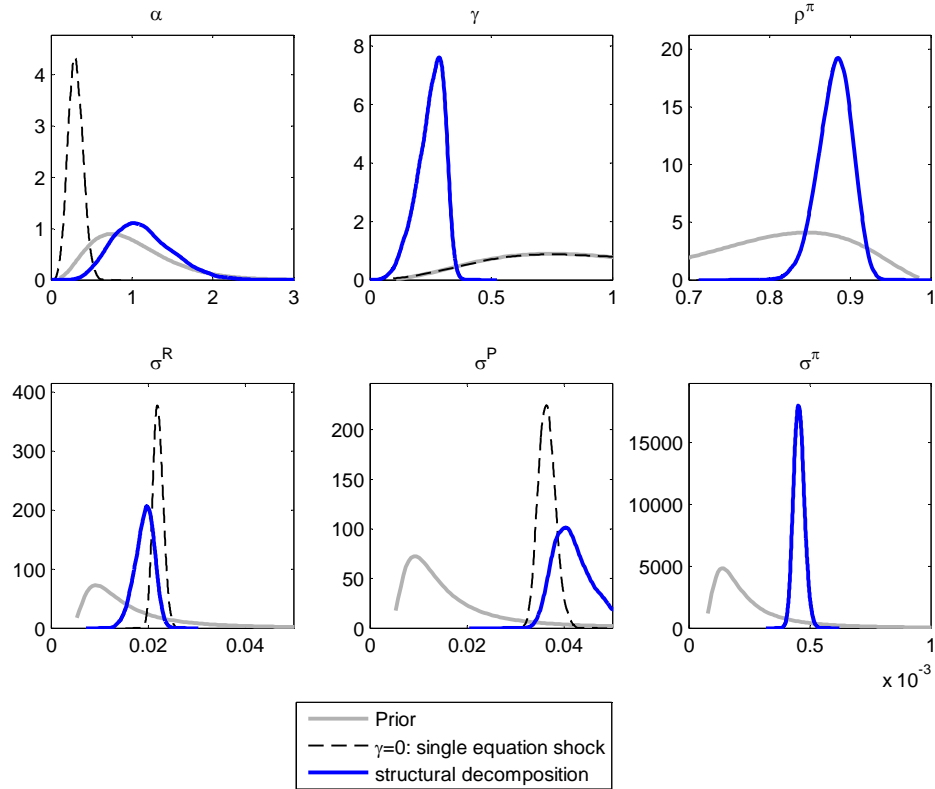 α
γ
ρ^π
4
3
2
1
0
0 1 2 3
8
6
4
2
0
0 1
20
15
10
5
0
0.7 0.8 0.9 1
σ^R
σ^P
σ^π
400
300
200
100
0
0 0.02 0.04
200
150
100
50
0
0 0.02 0.04
15000
10000
5000
0
0 0.5 1
x 10^-3
Prior
γ=0: single equation shock
structural decomposition